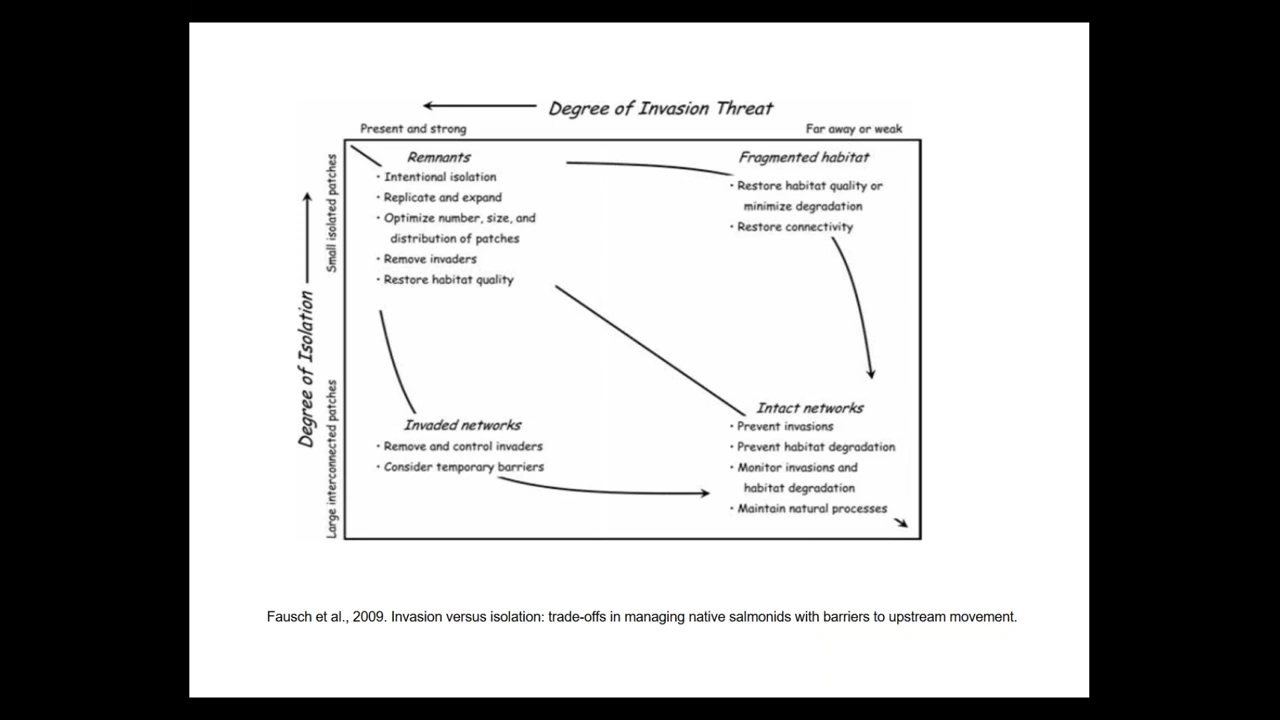 Degree of Invasion Threat
Present and strong
Far away or weak
Degree of Isolation
Small isolated patches
Large interconnected patches
Remnants
• Intentional isolation
• Replicate and expand
• Optimize number, size, and
distribution of patches
• Remove invaders
• Restore habitat quality
Fragmented habitat
• Restore habitat quality or
minimize degradation
• Restore connectivity
Invaded networks
• Remove and control invaders
• Consider temporary barriers
Intact networks
• Prevent invasions
• Prevent habitat degradation
• Monitor invasions and
habitat degradation
• Maintain natural processes
Fausch et al., 2009. Invasion versus isolation: trade-offs in managing native salmonids with barriers to upstream movement.